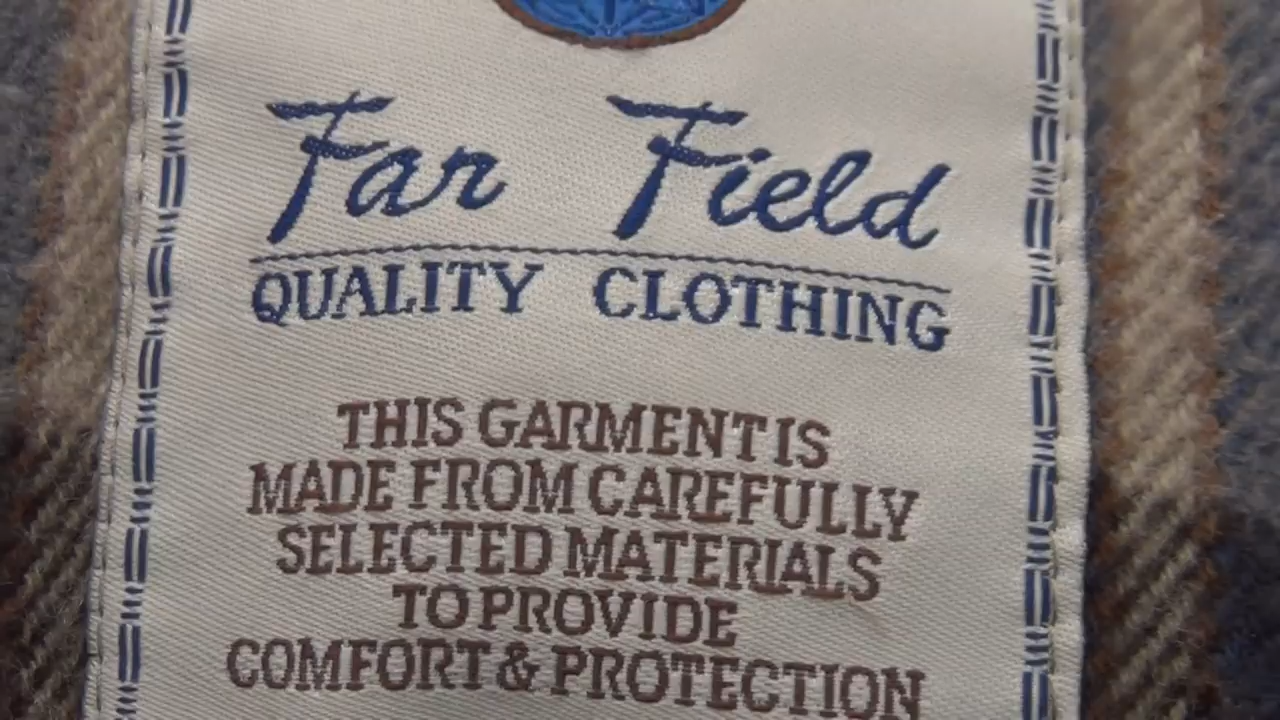 Far Field
QUALITY CLOTHING
THIS GARMENT IS
MADE FROM CAREFULLY
SELECTED MATERIALS
TO PROVIDE
COMFORT & PROTECTION